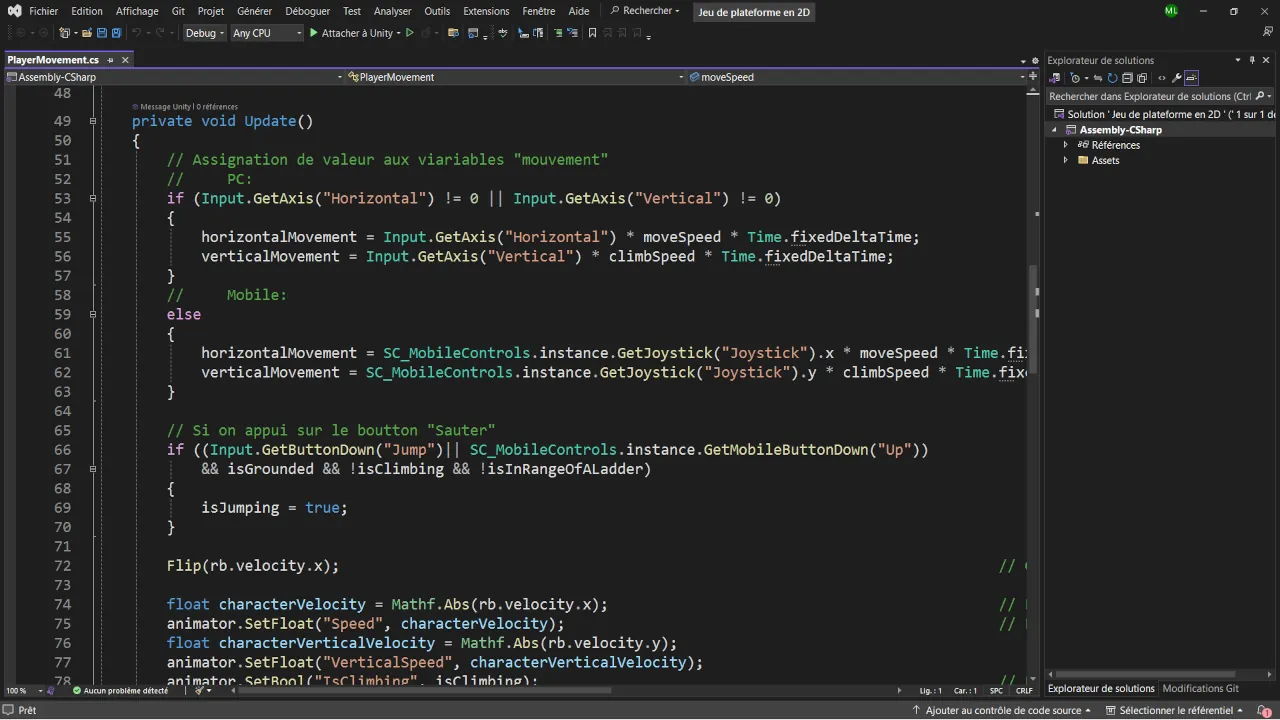 Fichier Edition Affichage Git Projet Générer Déboguer Test Analyser Outils Extensions Fenêtre Aide Rechercher Jeu de plateforme en 2D ML
Debug Any CPU Attacher à Unity
PlayerMovement.cs
Assembly-CSharp PlayerMovement moveSpeed
48
Message Unity | 0 références
49 private void Update()
50 {
51 // Assignation de valeur aux viariables "mouvement"
52 // PC:
53 if (Input.GetAxis("Horizontal") != 0 || Input.GetAxis("Vertical") != 0)
54 {
55 horizontalMovement = Input.GetAxis("Horizontal") * moveSpeed * Time.fixedDeltaTime;
56 verticalMovement = Input.GetAxis("Vertical") * climbSpeed * Time.fixedDeltaTime;
57 }
58 // Mobile:
59 else
60 {
61 horizontalMovement = SC_MobileControls.instance.GetJoystick("Joystick").x * moveSpeed * Time.fi
62 verticalMovement = SC_MobileControls.instance.GetJoystick("Joystick").y * climbSpeed * Time.fixe
63 }
64
65 // Si on appui sur le boutton "Sauter"
66 if ((Input.GetButtonDown("Jump")|| SC_MobileControls.instance.GetMobileButtonDown("Up"))
67 && isGrounded && !isClimbing && !isInRangeOfALadder)
68 {
69 isJumping = true;
70 }
71
72 Flip(rb.velocity.x); //
73
74 float characterVelocity = Mathf.Abs(rb.velocity.x); //
75 animator.SetFloat("Speed", characterVelocity); //
76 float characterVerticalVelocity = Mathf.Abs(rb.velocity.y);
77 animator.SetFloat("VerticalSpeed", characterVerticalVelocity);
78 animator.SetBool("IsClimbing", isClimbing); //
100 % Aucun problème détecté Lig. : 1 Car. : 1 SPC CRLF
Explorateur de solutions
Rechercher dans Explorateur de solutions (Ctrl
Solution ' Jeu de plateforme en 2D ' (' 1 sur 1 de
Assembly-CSharp
Références
Assets
Explorateur de solutions Modifications Git
Prêt Ajouter au contrôle de code source Sélectionner le référentiel 1